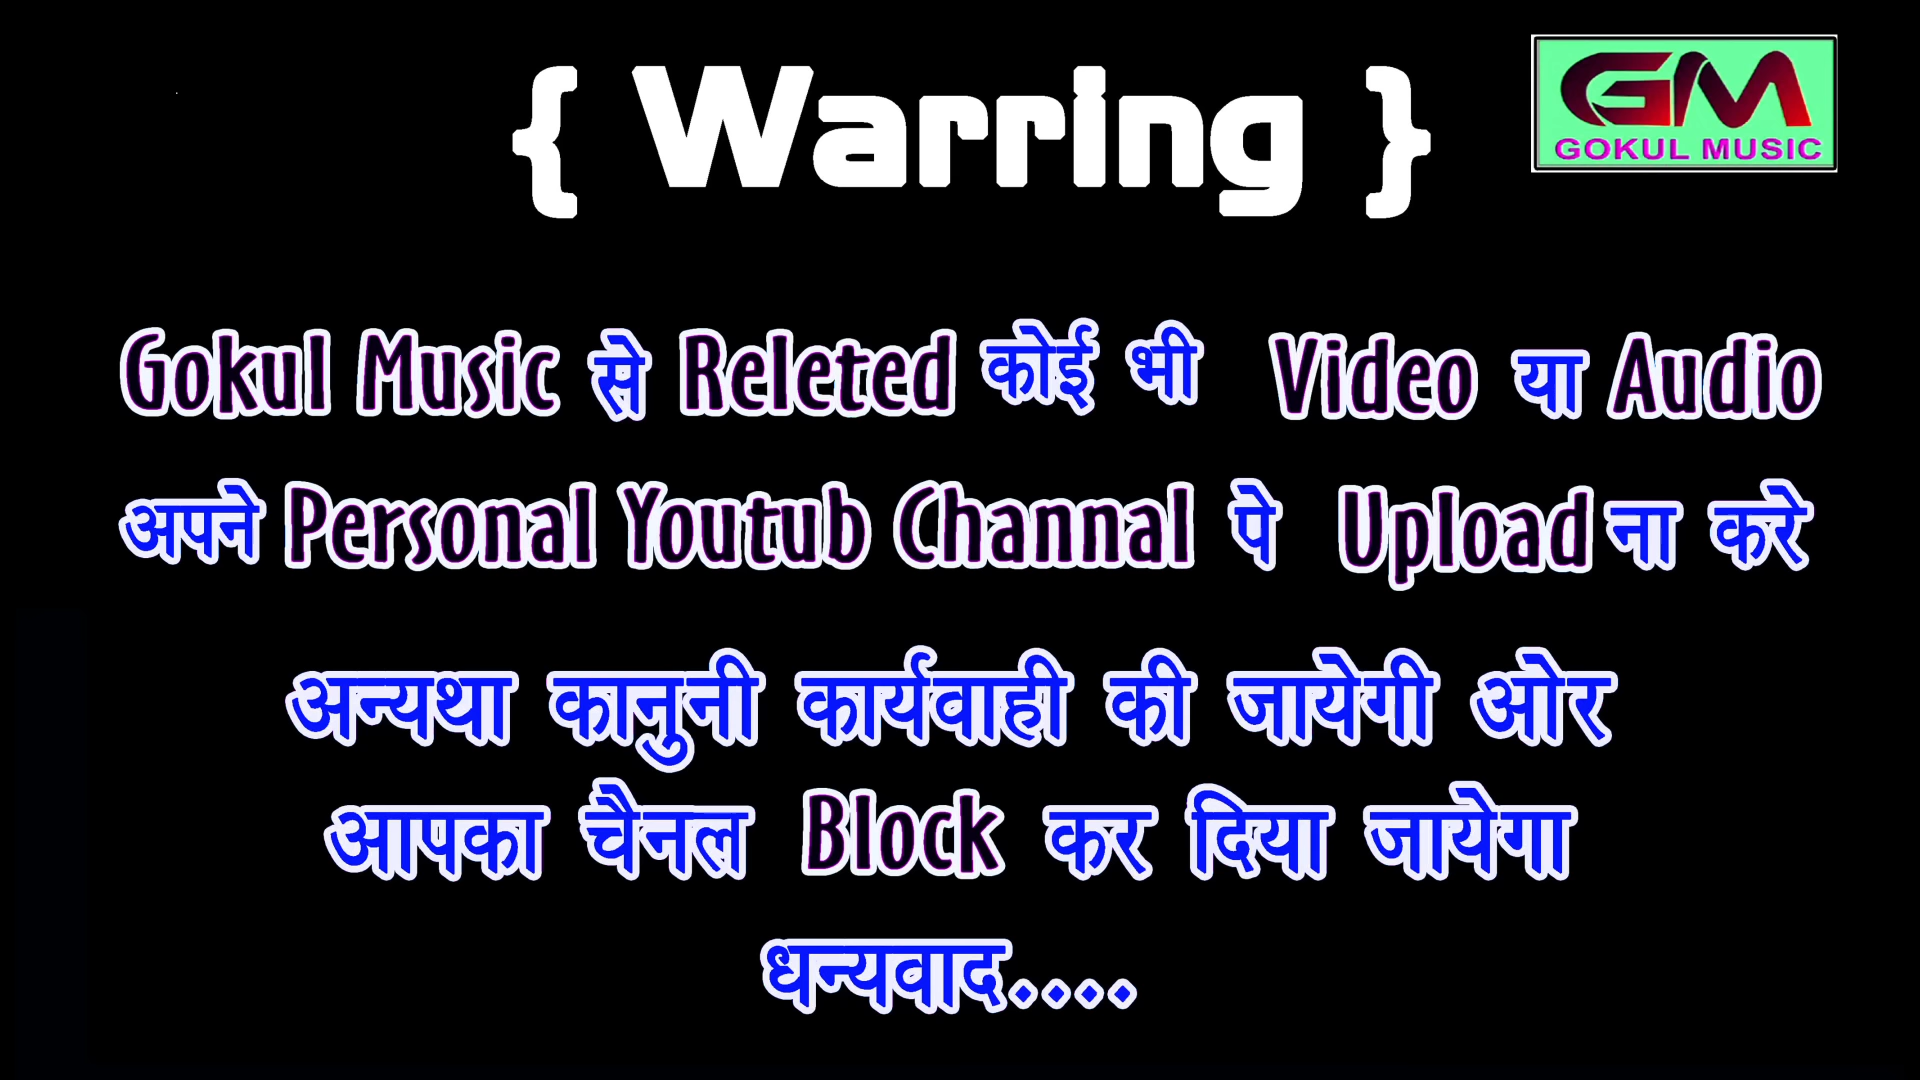 { Warring }
GM
GOKUL MUSIC
Gokul Music से Releted कोई भी Video या Audio
अपने Personal Youtub Channal पे Upload ना करे
अन्यथा कानुनी कार्यवाही की जायेगी ओर
आपका चैनल Block कर दिया जायेगा
धन्यवाद....